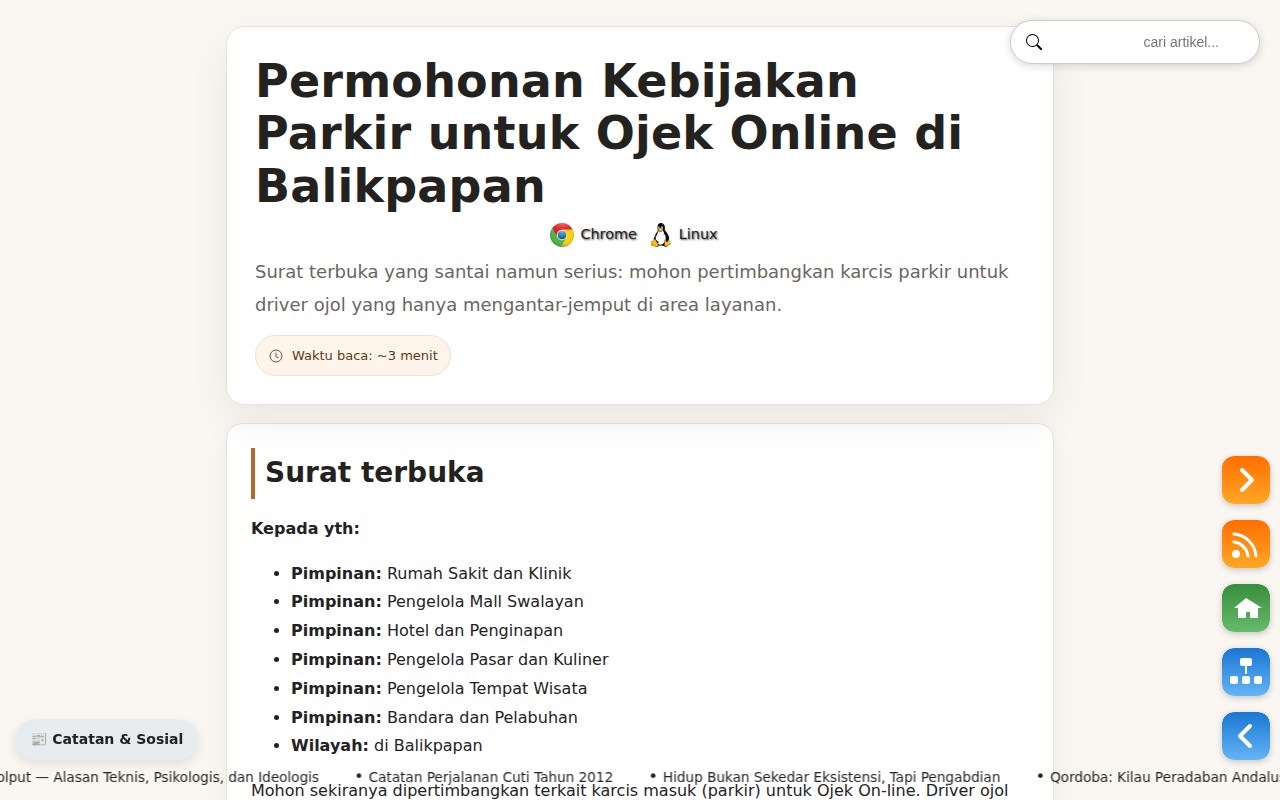 cari artikel...
Permohonan Kebijakan
Parkir untuk Ojek Online di
Balikpapan
Chrome Linux
Surat terbuka yang santai namun serius: mohon pertimbangkan karcis parkir untuk
driver ojol yang hanya mengantar-jemput di area layanan.
Waktu baca: ~3 menit
Surat terbuka
Kepada yth:
• Pimpinan: Rumah Sakit dan Klinik
• Pimpinan: Pengelola Mall Swalayan
• Pimpinan: Hotel dan Penginapan
• Pimpinan: Pengelola Pasar dan Kuliner
• Pimpinan: Pengelola Tempat Wisata
• Pimpinan: Bandara dan Pelabuhan
• Wilayah: di Balikpapan
📰 Catatan & Sosial
olput — Alasan Teknis, Psikologis, dan Ideologis • Catatan Perjalanan Cuti Tahun 2012 • Hidup Bukan Sekedar Eksistensi, Tapi Pengabdian • Qordoba: Kilau Peradaban Andalus
Mohon sekiranya dipertimbangkan terkait karcis masuk (parkir) untuk Ojek On-line. Driver ojol